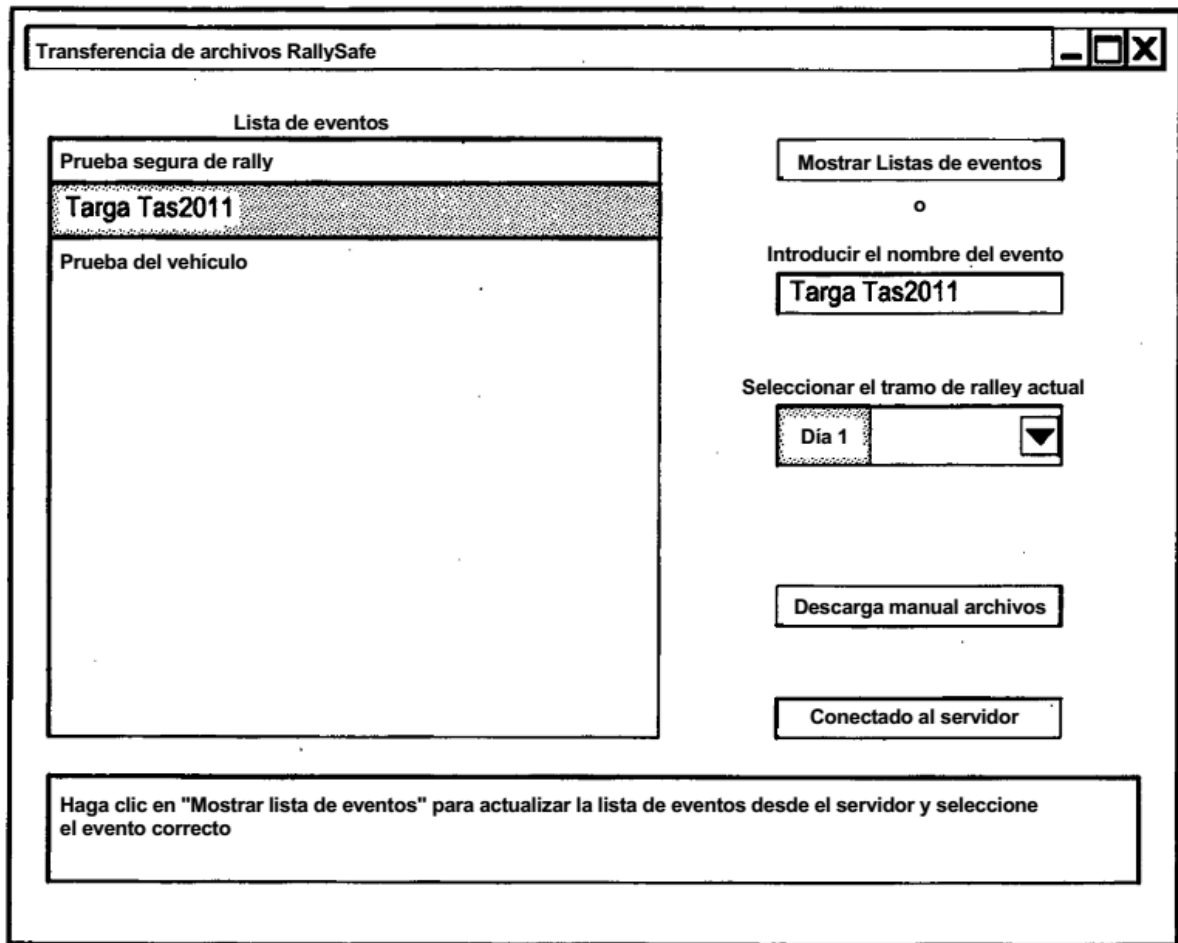 Transferencia de archivos RallySafe
Lista de eventos
Prueba segura de rally
Targa Tas2011
Prueba del vehículo
Mostrar Listas de eventos
o
Introducir el nombre del evento
Targa Tas2011
Seleccionar el tramo de ralley actual
Día 1
Descarga manual archivos
Conectado al servidor
Haga clic en "Mostrar lista de eventos" para actualizar la lista de eventos desde el servidor y seleccione
el evento correcto